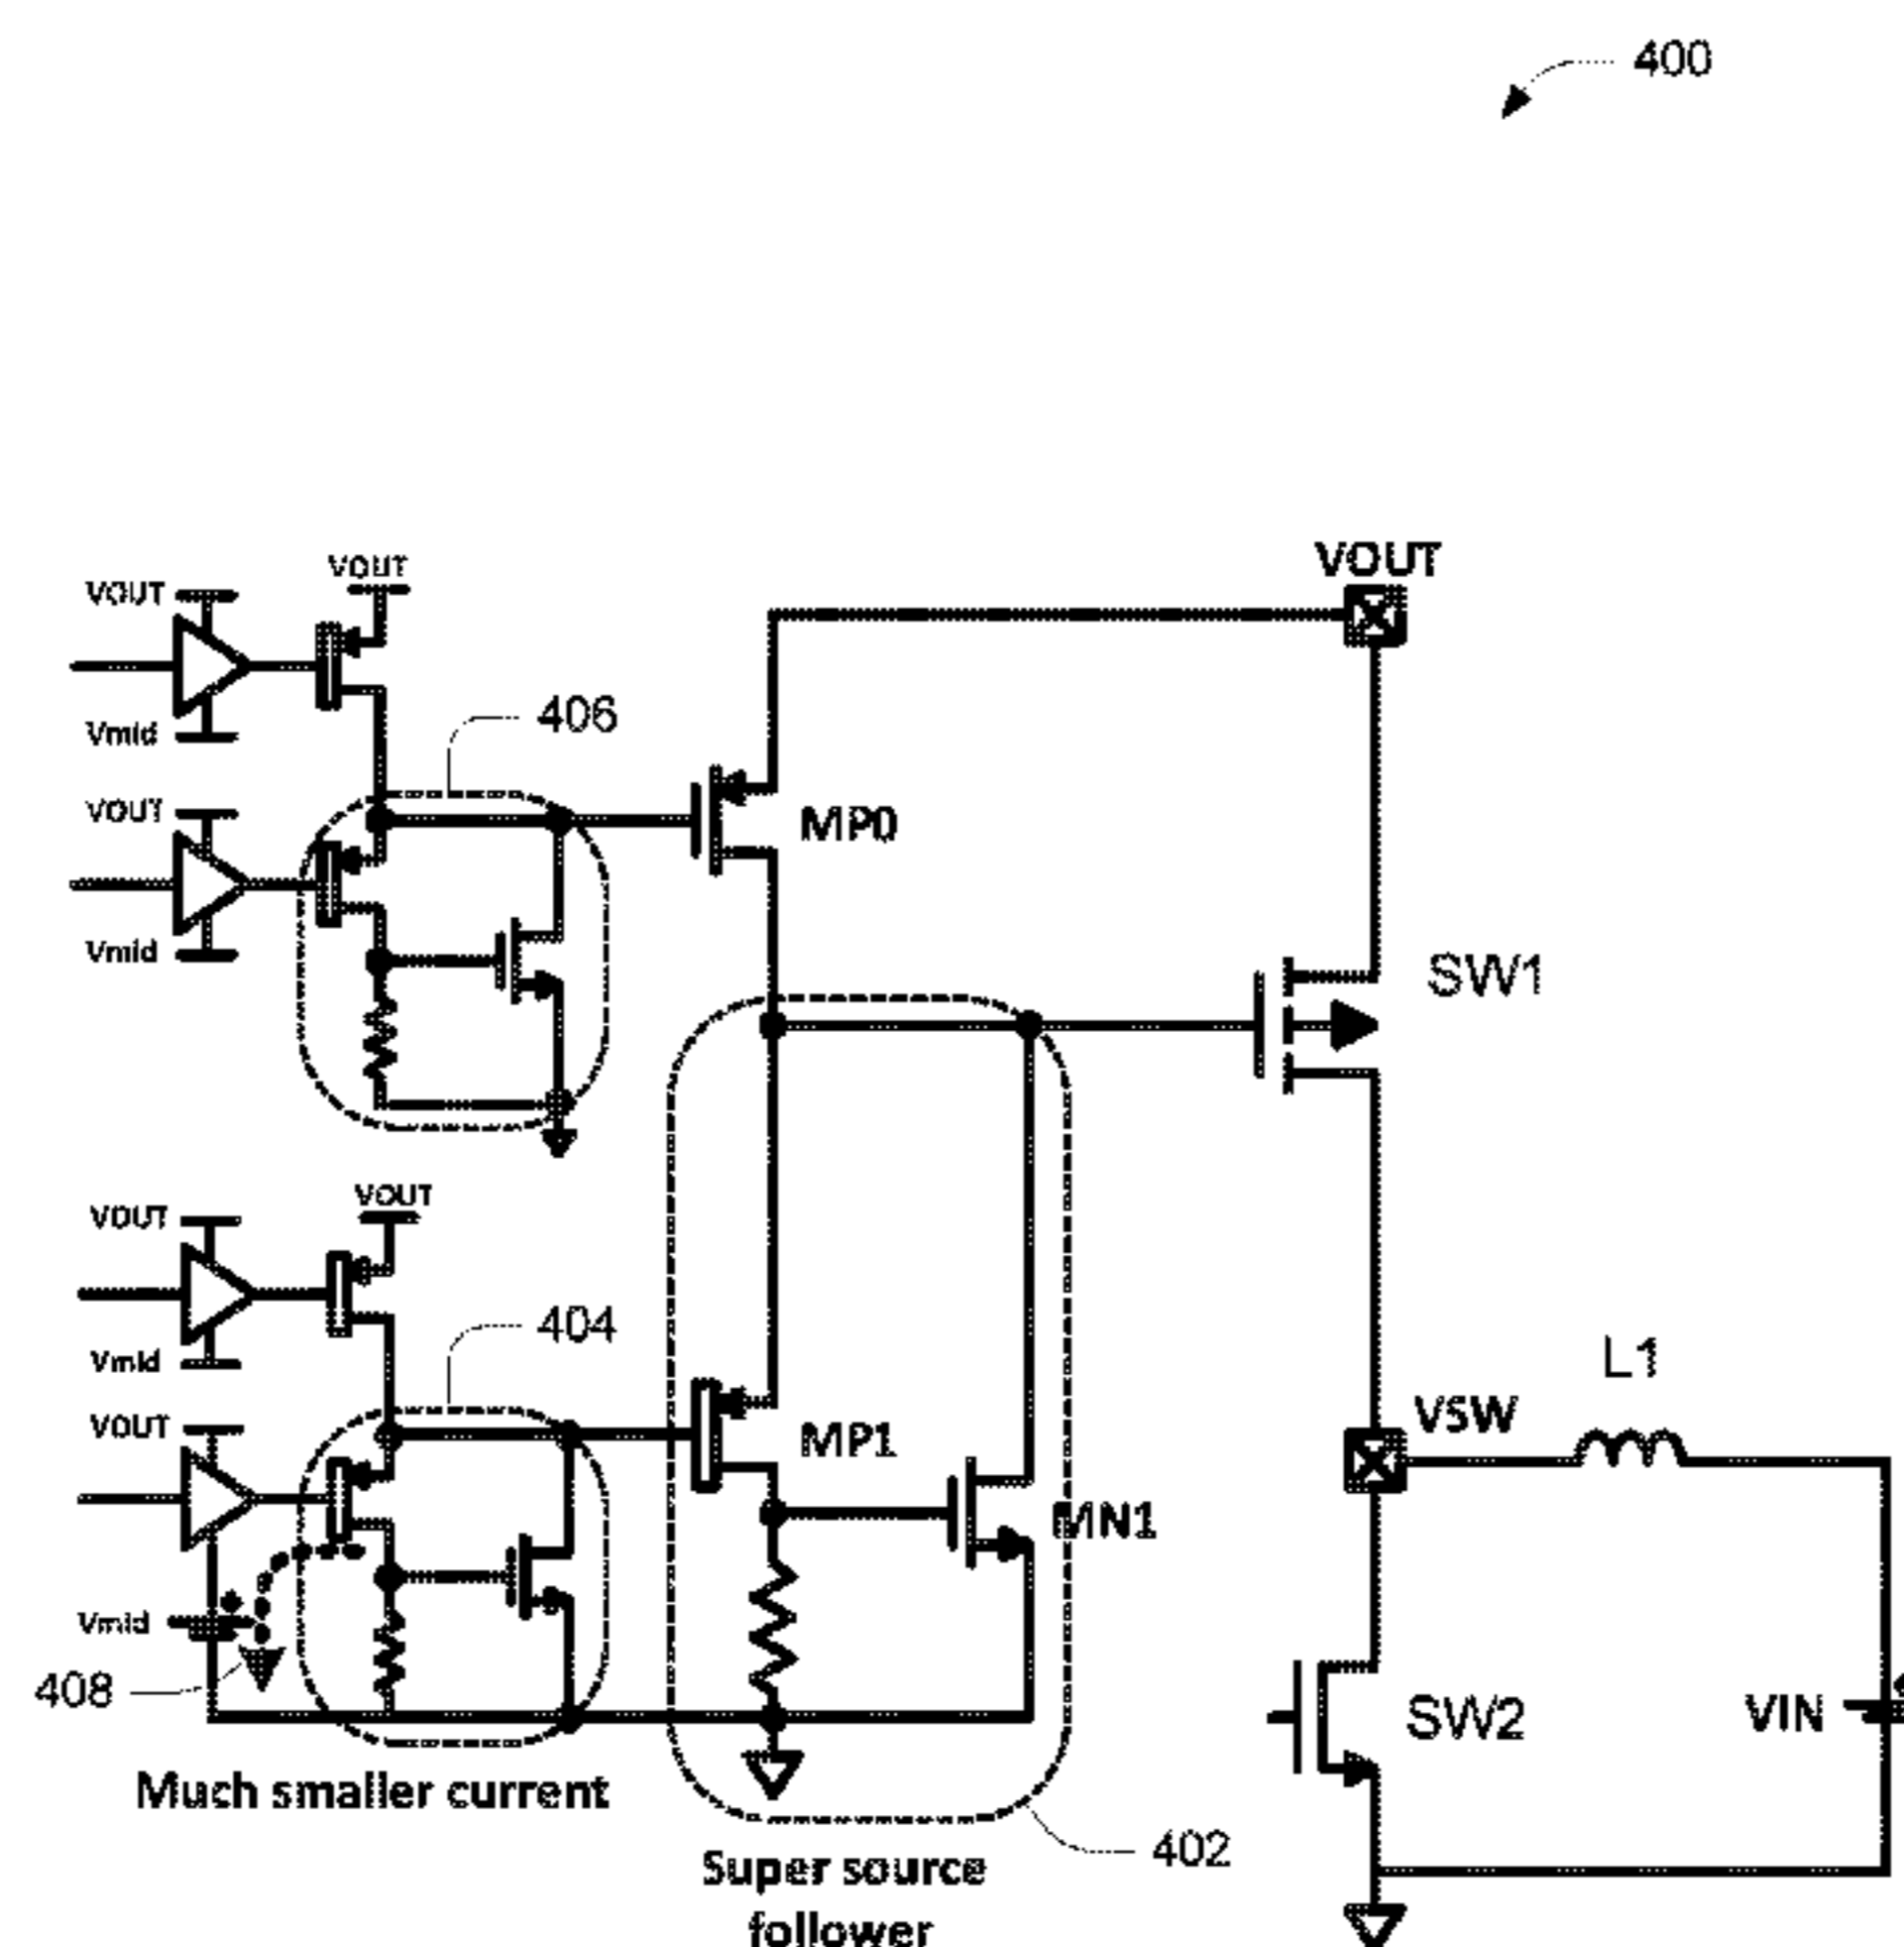 400
VOUT
VOUT
VOUT
Vmid
406
MP0
VOUT
SW1
Vmid
VOUT
VOUT
Vmid
404
L1
VOUT
VSW
MP1
MN1
Vmid
408
SW2
VIN
Much smaller current
402
Super source
follower